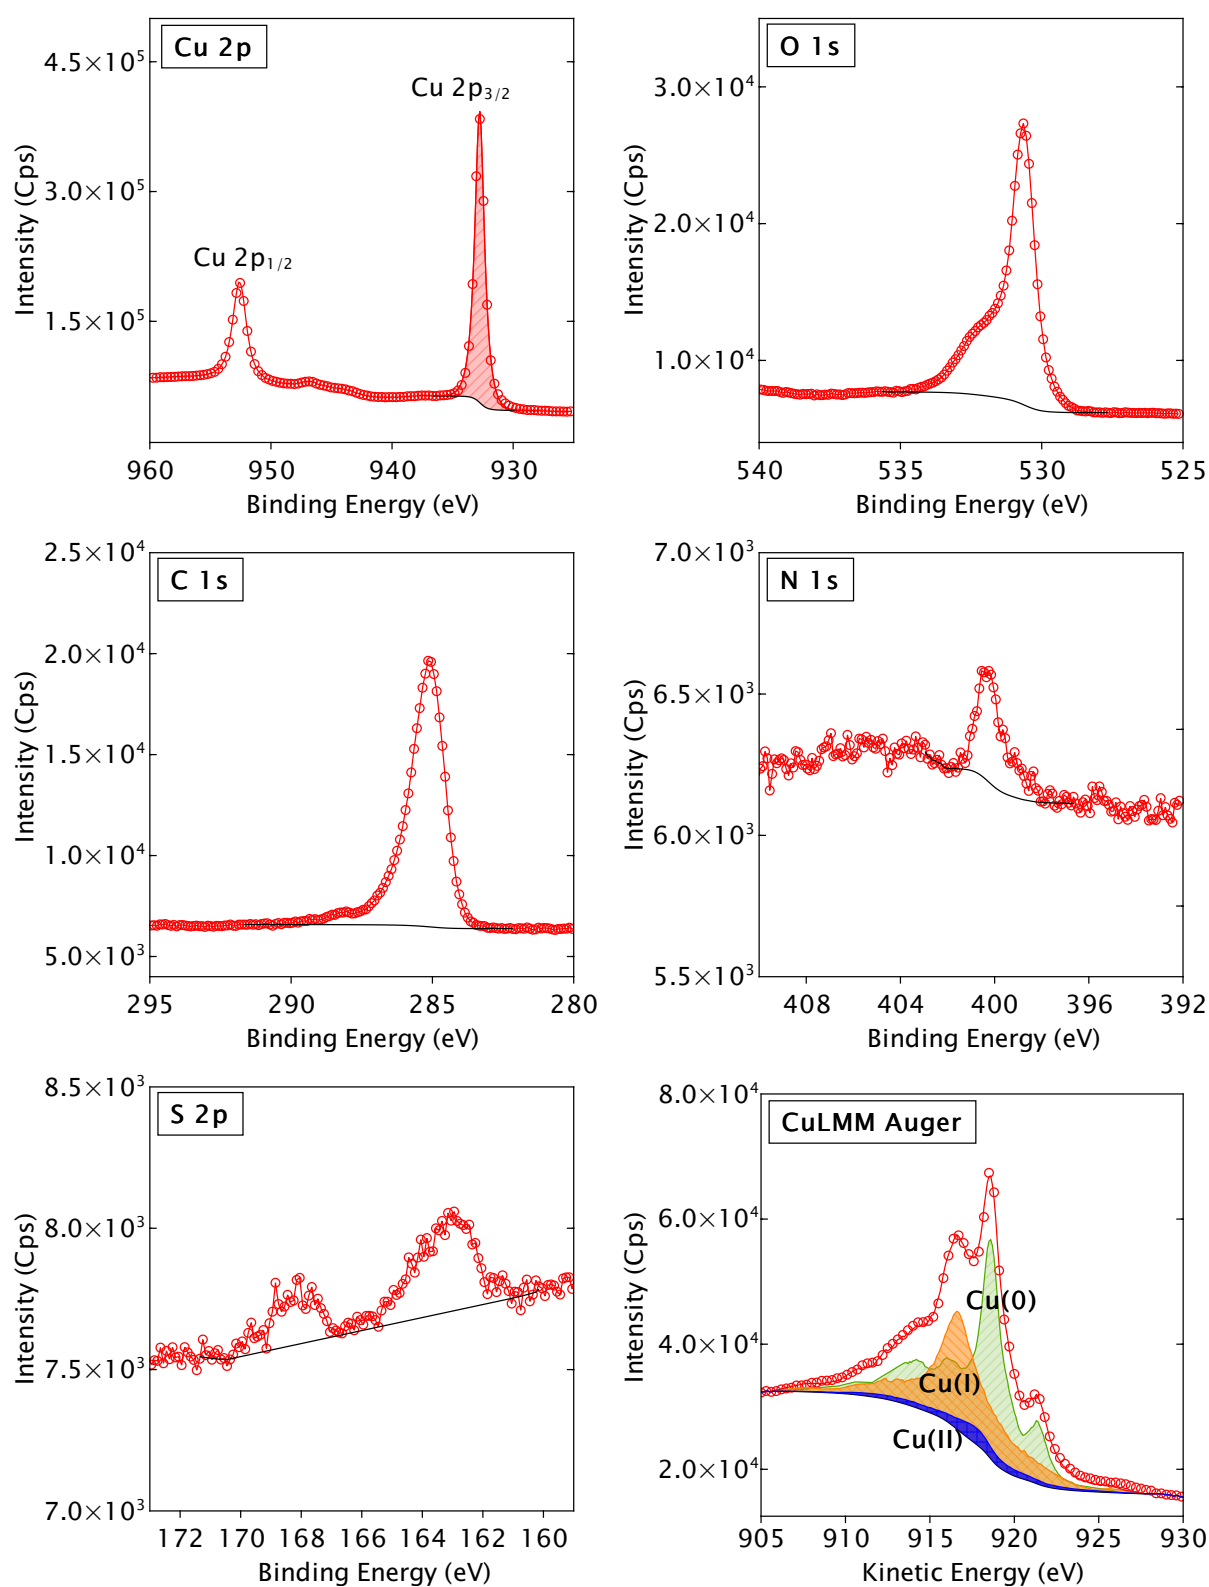 Cu 2p
Cu 2p3/2
Cu 2p1/2
4.5×10⁵
3.0×10⁵
1.5×10⁵
Intensity (Cps)
960 950 940 930
Binding Energy (eV)
O 1s
3.0×10⁴
2.0×10⁴
1.0×10⁴
Intensity (Cps)
540 535 530 525
Binding Energy (eV)
C 1s
2.5×10⁴
2.0×10⁴
1.5×10⁴
1.0×10⁴
5.0×10³
Intensity (Cps)
295 290 285 280
Binding Energy (eV)
N 1s
7.0×10³
6.5×10³
6.0×10³
5.5×10³
Intensity (Cps)
408 404 400 396 392
Binding Energy (eV)
S 2p
8.5×10³
8.0×10³
7.5×10³
7.0×10³
Intensity (Cps)
172 170 168 166 164 162 160
Binding Energy (eV)
CuLMM Auger
8.0×10⁴
6.0×10⁴
4.0×10⁴
2.0×10⁴
Intensity (Cps)
Cu(0)
Cu(I)
Cu(II)
905 910 915 920 925 930
Kinetic Energy (eV)